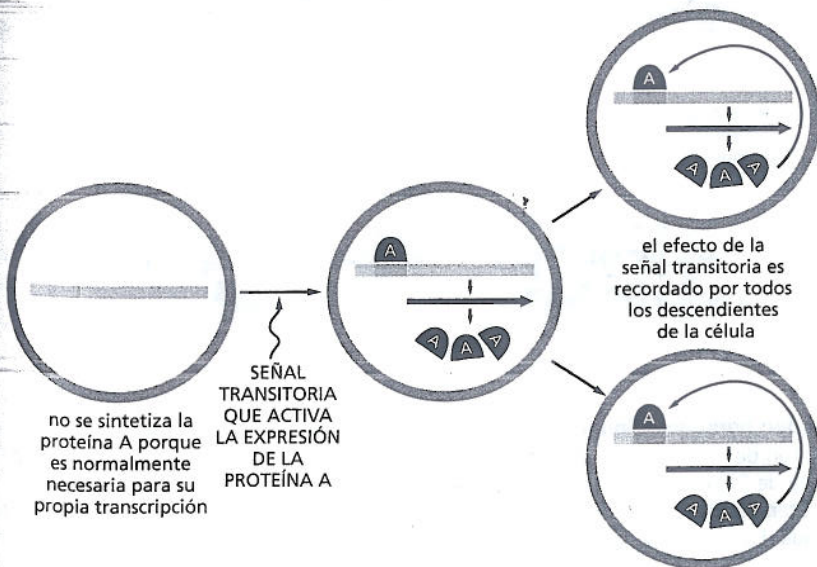 no se sintetiza la
proteína A porque
es normalmente
necesaria para su
propia transcripción
SEÑAL
TRANSITORIA
QUE ACTIVA
LA EXPRESIÓN
DE LA
PROTEÍNA A
A
A A A
A
A A A
el efecto de la
señal transitoria es
recordado por todos
los descendientes
de la célula
A
A A A